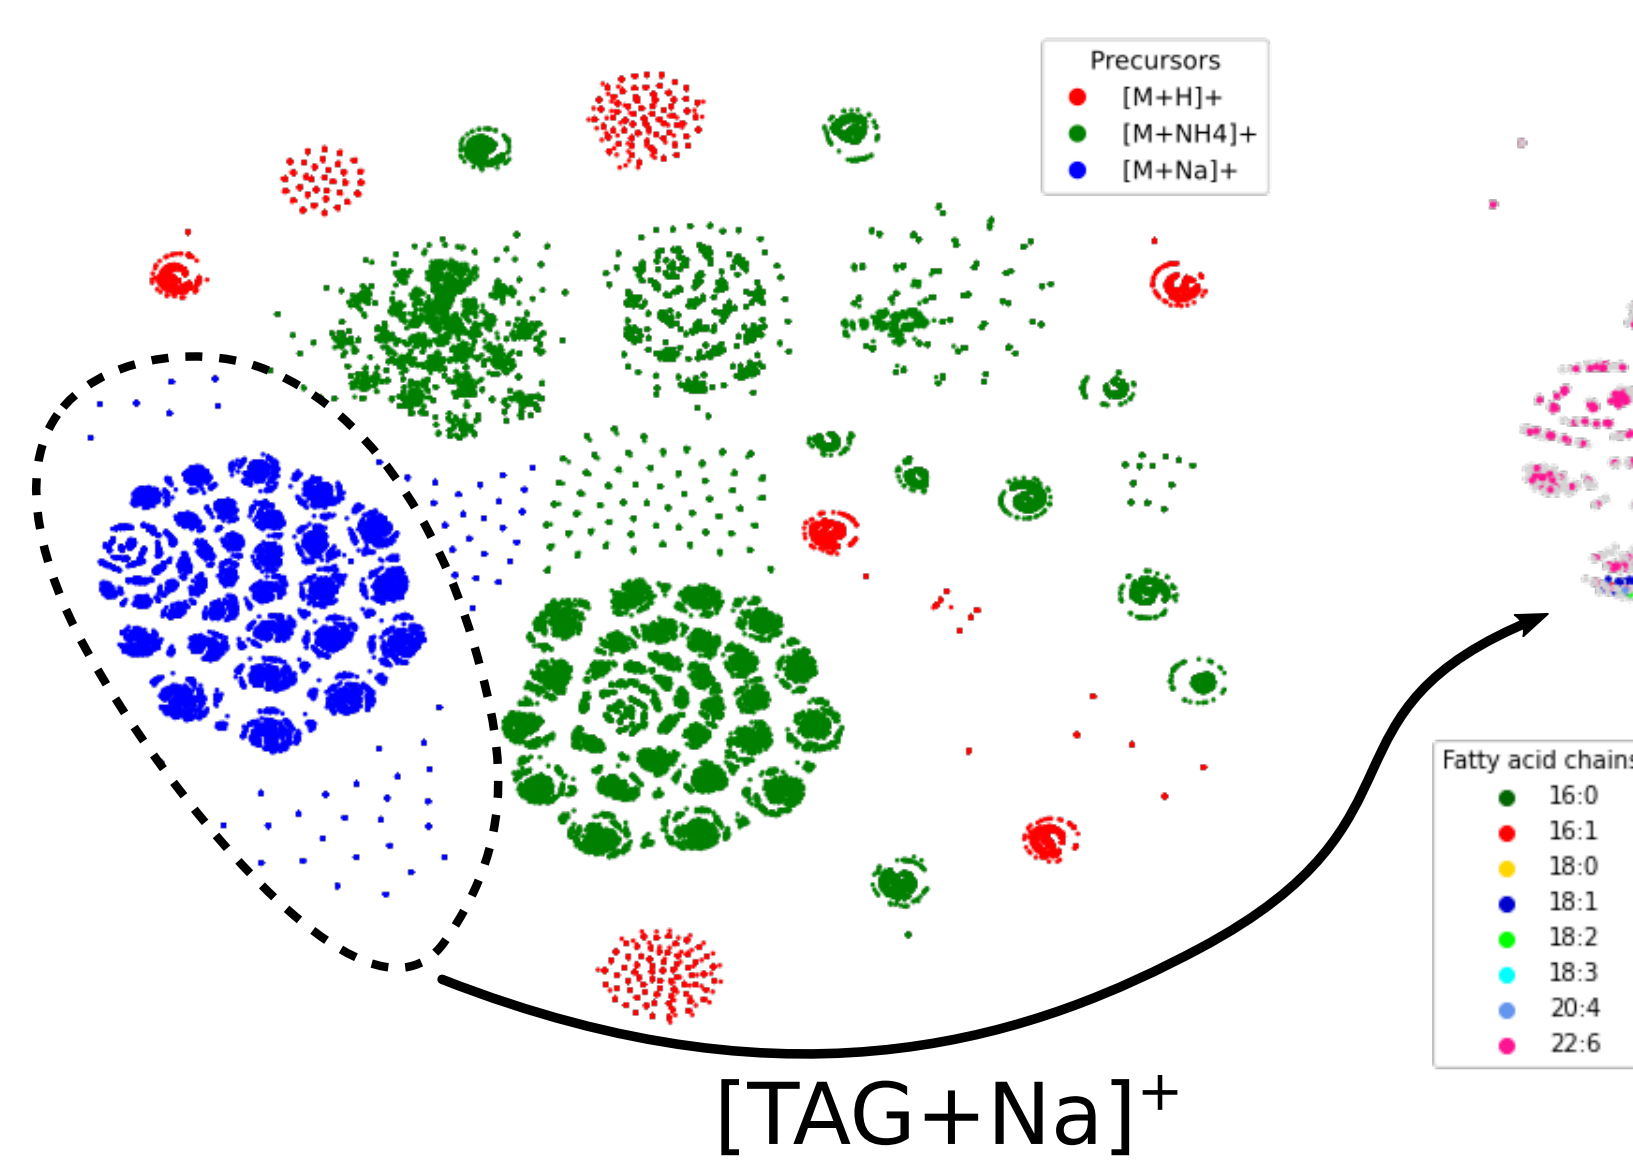 Precursors
[M+H]+
[M+NH4]+
[M+Na]+
Fatty acid chains
16:0
16:1
18:0
18:1
18:2
18:3
20:4
22:6
[TAG+Na]⁺